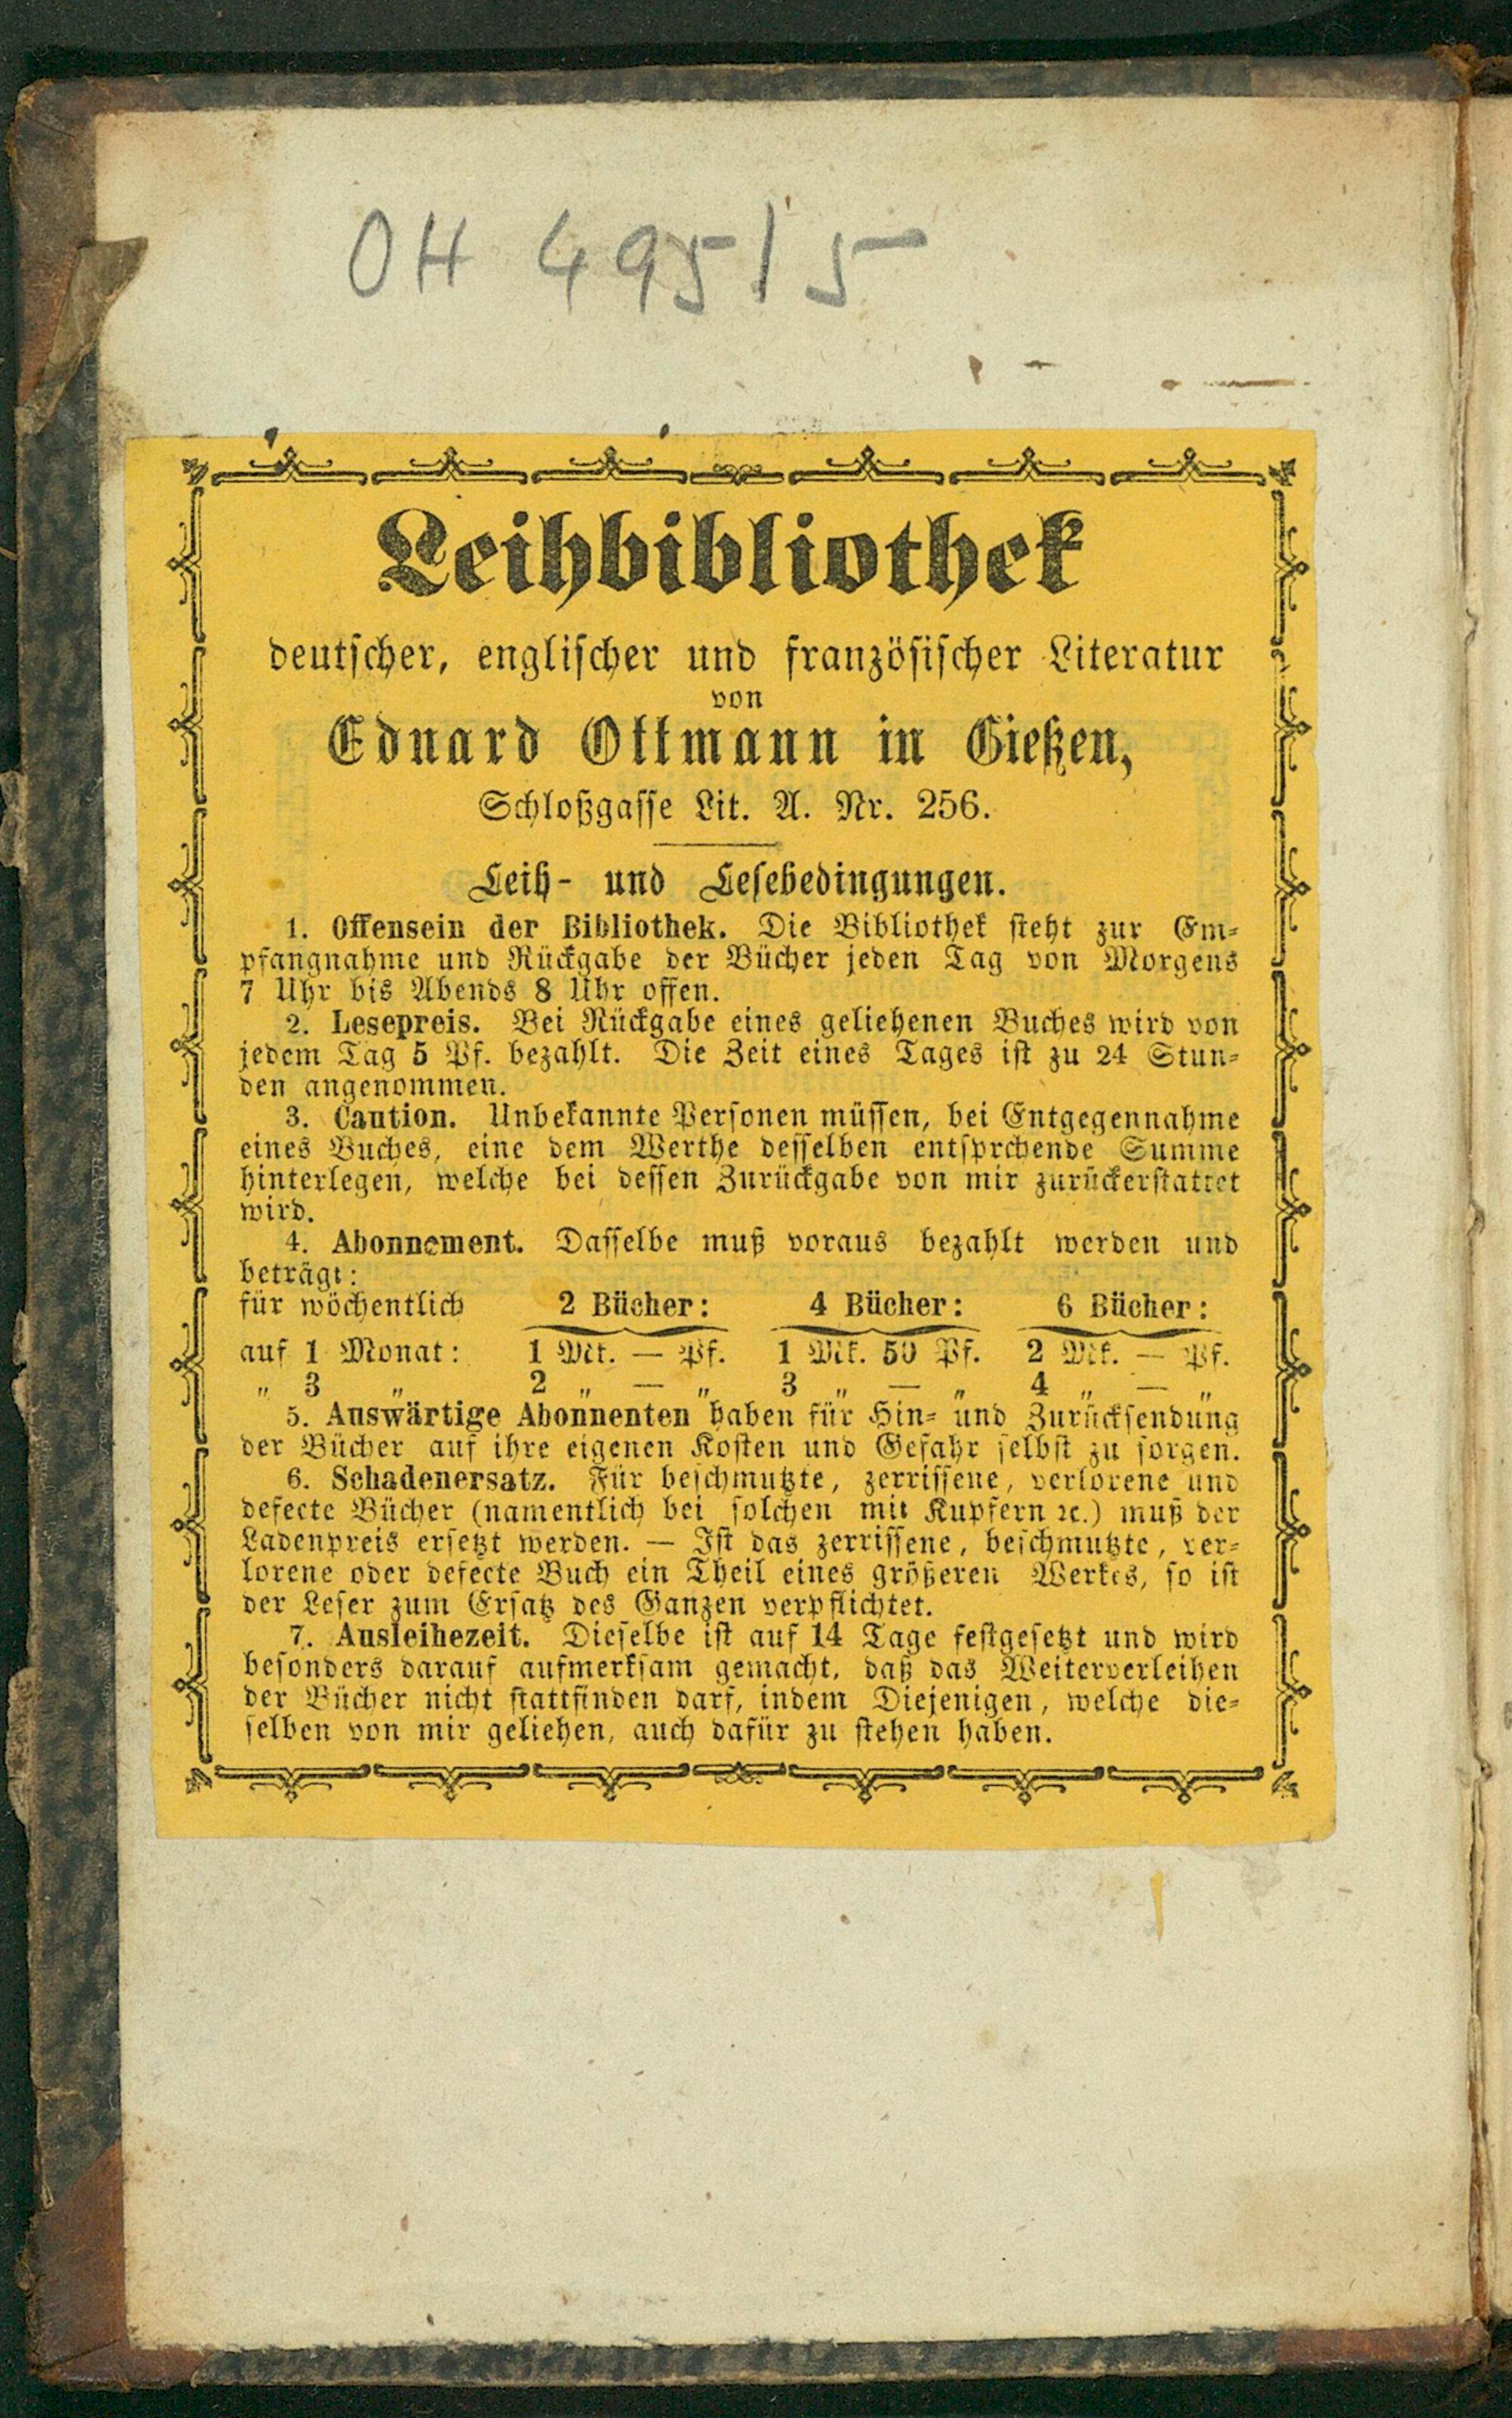 OH 495/5
Leihbibliothek
deutscher, englischer und französischer Literatur
von
Eduard Ottmann in Gießen,
Schloßgasse Lit. A. Nr. 256.
Leih- und Lesebedingungen.
1. Offensein der Bibliothek. Die Bibliothek steht zur Em-
pfangnahme und Rückgabe der Bücher jeden Tag von Morgens
7 Uhr bis Abends 8 Uhr offen.
2. Lesepreis. Bei Rückgabe eines geliehenen Buches wird von
jedem Tag 5 Pf. bezahlt. Die Zeit eines Tages ist zu 24 Stun-
den angenommen.
3. Caution. Unbekannte Personen müssen, bei Entgegennahme
eines Buches, eine dem Werthe desselben entsprchende Summe
hinterlegen, welche bei dessen Zurückgabe von mir zurückerstattet
wird.
4. Abonnement. Dasselbe muß voraus bezahlt werden und
beträgt:
für wöchentlich 2 Bücher: 4 Bücher: 6 Bücher:
auf 1 Monat: 1 Mk. — Pf. 1 Mk. 50 Pf. 2 Mk. — Pf.
„ 3 „ 2 „ — „ 3 „ — „ 4 „ — „
5. Auswärtige Abonnenten haben für Hin- und Zurücksendung
der Bücher auf ihre eigenen Kosten und Gefahr selbst zu sorgen.
6. Schadenersatz. Für beschmutzte, zerrissene, verlorene und
defecte Bücher (namentlich bei solchen mit Kupfern ꝛc.) muß der
Ladenpreis ersetzt werden. — Ist das zerrissene, beschmutzte, ver-
lorene oder defecte Buch ein Theil eines größeren Werkes, so ist
der Leser zum Ersatz des Ganzen verpflichtet.
7. Ausleihezeit. Dieselbe ist auf 14 Tage festgesetzt und wird
besonders darauf aufmerksam gemacht, daß das Weiterverleihen
der Bücher nicht stattfinden darf, indem Diejenigen, welche die-
selben von mir geliehen, auch dafür zu stehen haben.